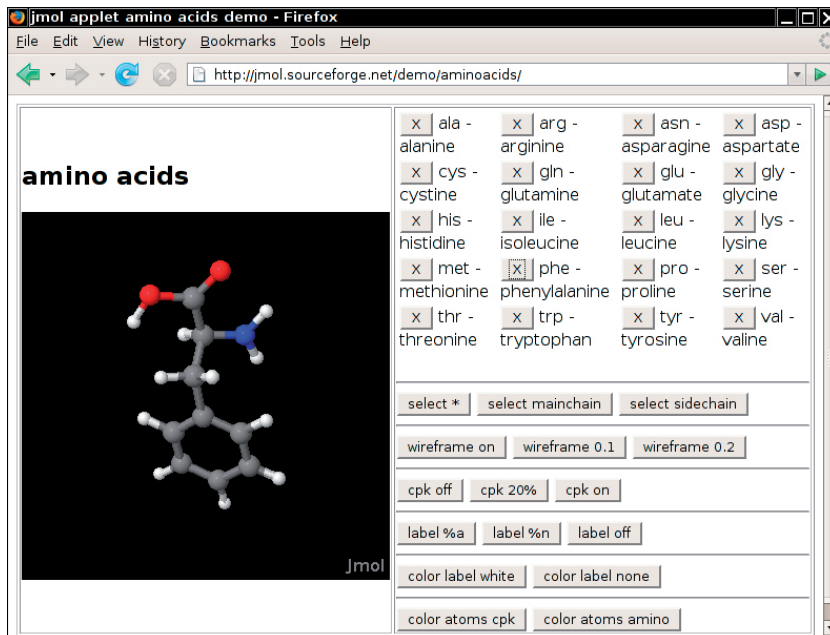 jmol applet amino acids demo - Firefox
File Edit View History Bookmarks Tools Help
http://jmol.sourceforge.net/demo/aminoacids/
amino acids
Jmol
x ala - x arg - x asn - x asp -
alanine arginine asparagine aspartate
x cys - x gln - x glu - x gly -
cystine glutamine glutamate glycine
x his - x ile - x leu - x lys -
histidine isoleucine leucine lysine
x met - x phe - x pro - x ser -
methionine phenylalanine proline serine
x thr - x trp - x tyr - x val -
threonine tryptophan tyrosine valine
select * select mainchain select sidechain
wireframe on wireframe 0.1 wireframe 0.2
cpk off cpk 20% cpk on
label %a label %n label off
color label white color label none
color atoms cpk color atoms amino